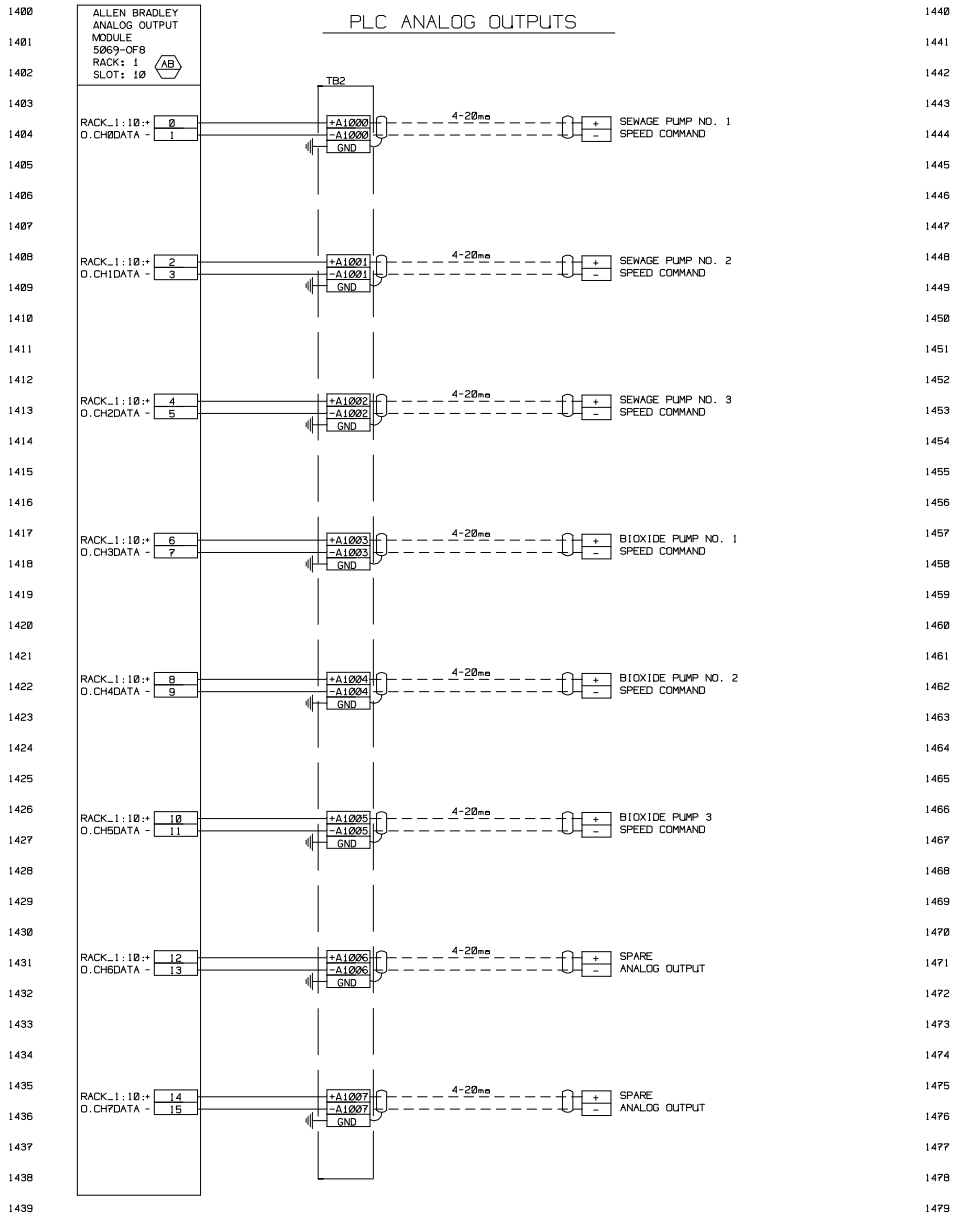 PLC ANALOG OUTPUTS
ALLEN BRADLEY
ANALOG OUTPUT
MODULE
5069-OF8
RACK: 1
SLOT: 10
AB
TB2
1400 1440
1401 1441
1402 1442
1403 1443
RACK_1:10:+ 0 +A1000 4-20ma + SEWAGE PUMP NO. 1
1404 O.CH0DATA - 1 -A1000 - SPEED COMMAND 1444
GND
1405 1445
1406 1446
1407 1447
1408 1448
RACK_1:10:+ 2 +A1001 4-20ma + SEWAGE PUMP NO. 2
O.CH1DATA - 3 -A1001 - SPEED COMMAND
1409 GND 1449
1410 1450
1411 1451
1412 1452
RACK_1:10:+ 4 +A1002 4-20ma + SEWAGE PUMP NO. 3
1413 O.CH2DATA - 5 -A1002 - SPEED COMMAND 1453
GND
1414 1454
1415 1455
1416 1456
1417 1457
RACK_1:10:+ 6 +A1003 4-20ma + BIOXIDE PUMP NO. 1
O.CH3DATA - 7 -A1003 - SPEED COMMAND
1418 GND 1458
1419 1459
1420 1460
1421 1461
RACK_1:10:+ 8 +A1004 4-20ma + BIOXIDE PUMP NO. 2
1422 O.CH4DATA - 9 -A1004 - SPEED COMMAND 1462
GND
1423 1463
1424 1464
1425 1465
1426 1466
RACK_1:10:+ 10 +A1005 4-20ma + BIOXIDE PUMP 3
O.CH5DATA - 11 -A1005 - SPEED COMMAND
1427 GND 1467
1428 1468
1429 1469
1430 1470
RACK_1:10:+ 12 +A1006 4-20ma + SPARE
1431 O.CH6DATA - 13 -A1006 - ANALOG OUTPUT 1471
GND
1432 1472
1433 1473
1434 1474
1435 1475
RACK_1:10:+ 14 +A1007 4-20ma + SPARE
O.CH7DATA - 15 -A1007 - ANALOG OUTPUT
1436 GND 1476
1437 1477
1438 1478
1439 1479